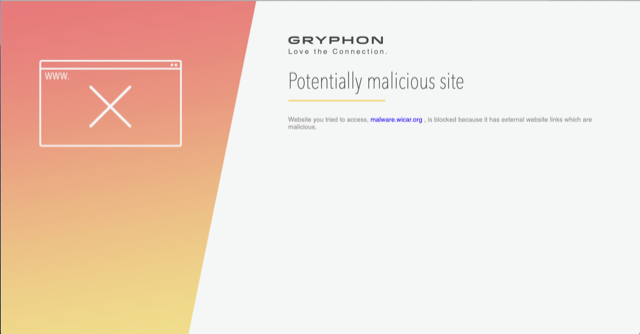 GRYPHON
Love the Connection.
WWW.
Potentially malicious site
Website you tried to access, malware.wicar.org , is blocked because it has external website links which are
malicious.